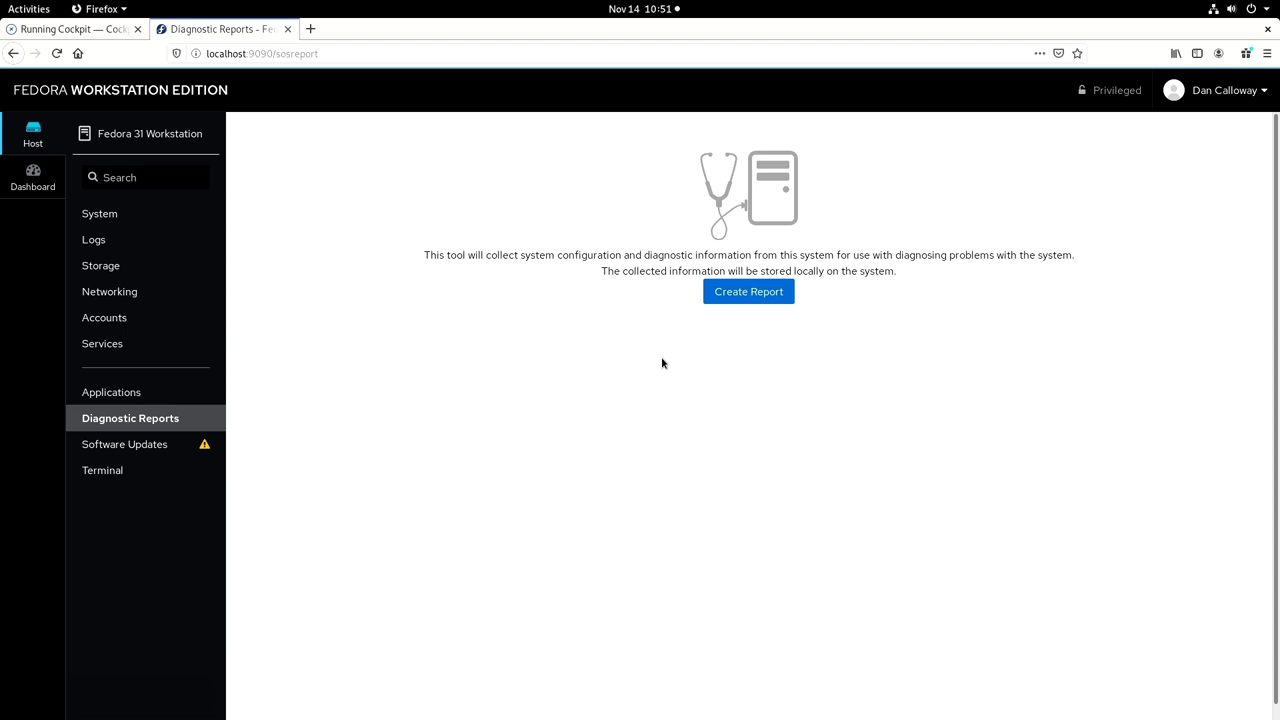 Activities
Firefox
Nov 14 10:51
Running Cockpit — Cock
Diagnostic Reports - Fe
localhost:9090/sosreport
FEDORA WORKSTATION EDITION
Privileged
Dan Calloway
Host
Dashboard
Fedora 31 Workstation
Search
System
Logs
Storage
Networking
Accounts
Services
Applications
Diagnostic Reports
Software Updates
Terminal
This tool will collect system configuration and diagnostic information from this system for use with diagnosing problems with the system.
The collected information will be stored locally on the system.
Create Report